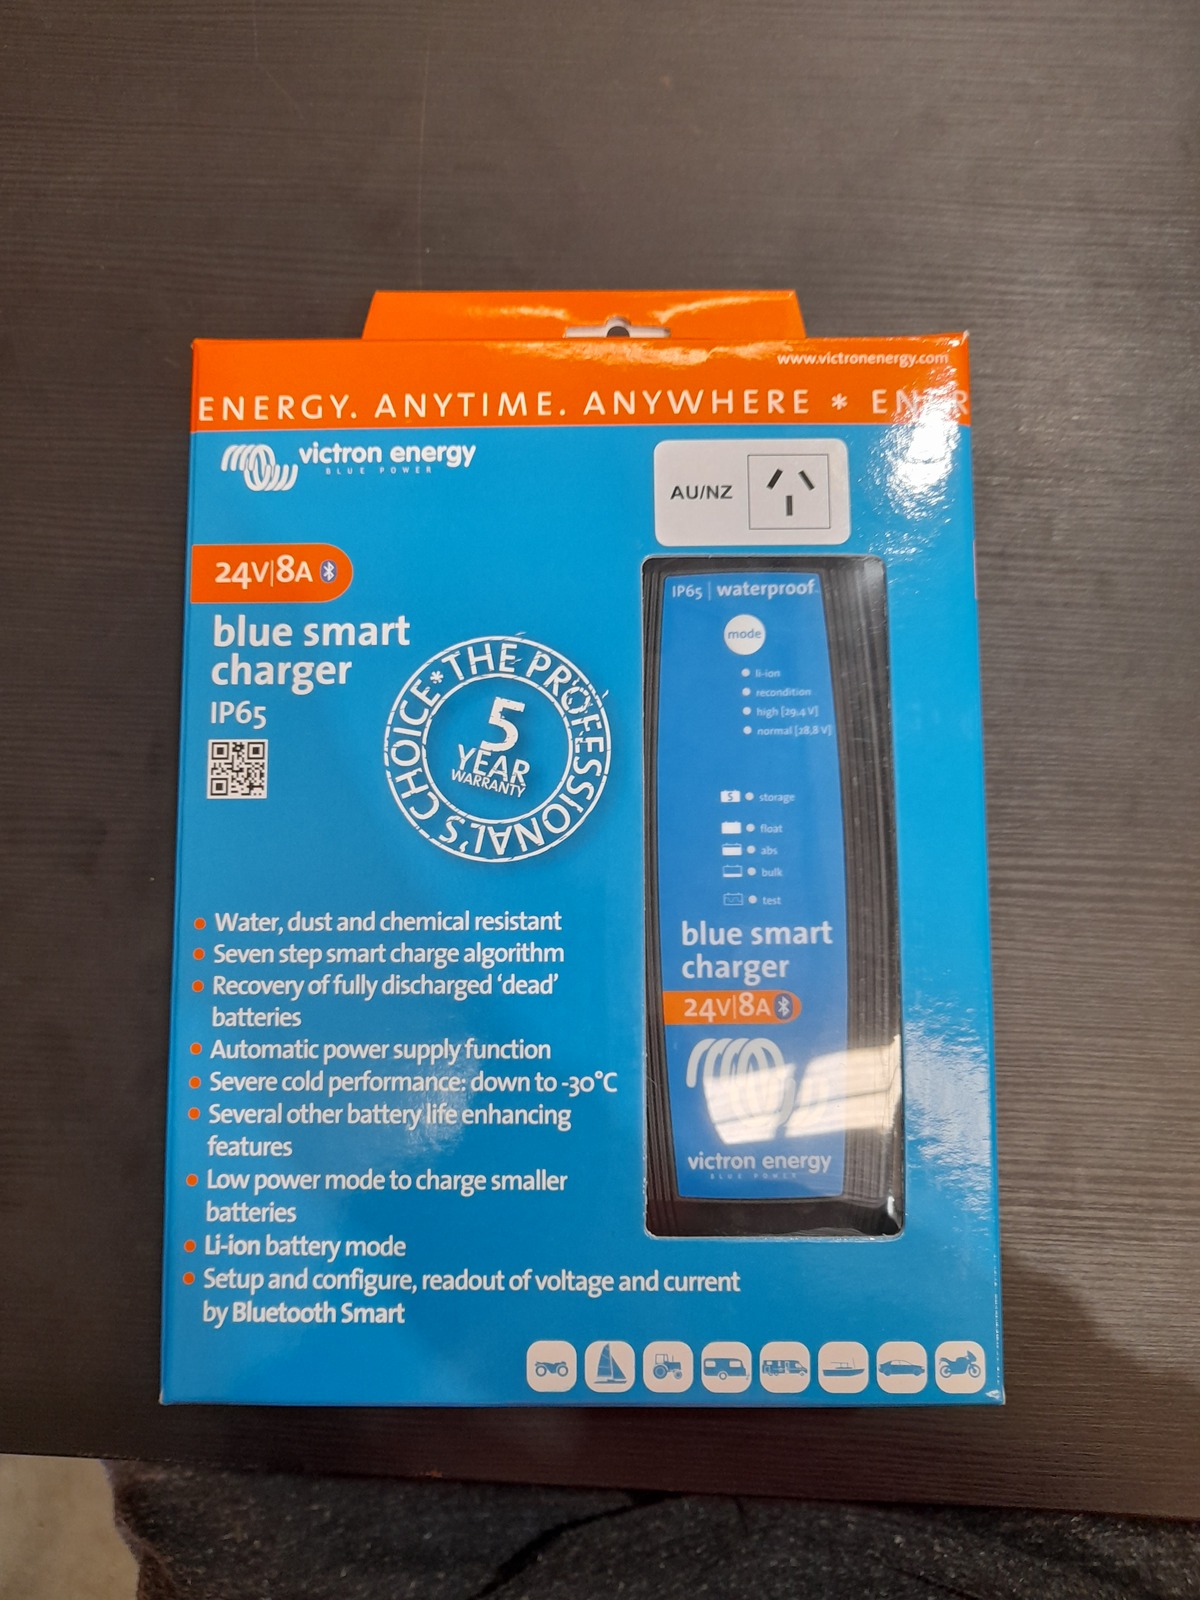 www.victronenergy.com
ENERGY. ANYTIME. ANYWHERE * ENER
victron energy
BLUE POWER
AU/NZ
24V|8A
blue smart
charger
IP65
THE PROFESSIONAL'S CHOICE *
5
YEAR
WARRANTY
Water, dust and chemical resistant
Seven step smart charge algorithm
Recovery of fully discharged ‘dead’
batteries
Automatic power supply function
Severe cold performance: down to -30°C
Several other battery life enhancing
features
Low power mode to charge smaller
batteries
Li-ion battery mode
Setup and configure, readout of voltage and current
by Bluetooth Smart
IP65 | waterproof
mode
li-ion
recondition
high [29,4 V]
normal [28,8 V]
S storage
float
abs
bulk
test
blue smart
charger
24V|8A
victron energy
BLUE POWER